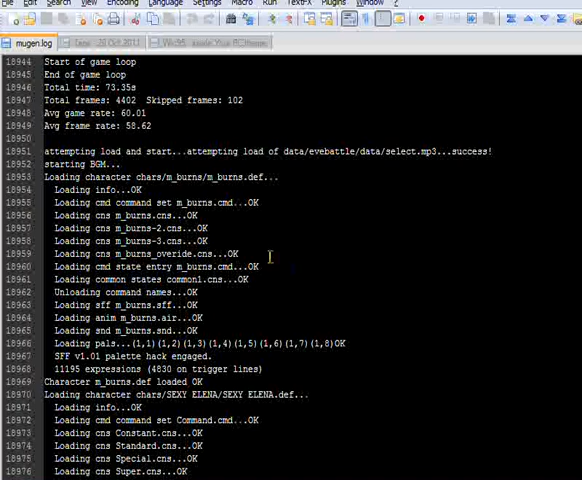 File Edit Search View Encoding Language Settings Macro Run TextFX Plugins Window ?
mugen.log
18944 Start of game loop
18945 End of game loop
18946 Total time: 73.35s
18947 Total frames: 4402 Skipped frames: 102
18948 Avg game rate: 60.01
18949 Avg frame rate: 58.62
18950
18951 attempting load and start...attempting load of data/evebattle/data/select.mp3...success!
18952 starting BGM...
18953 Loading character chars/m_burns/m_burns.def...
18954 Loading info...OK
18955 Loading cmd command set m_burns.cmd...OK
18956 Loading cns m_burns.cns...OK
18957 Loading cns m_burns-2.cns...OK
18958 Loading cns m_burns-3.cns...OK
18959 Loading cns m_burns_overide.cns...OK
18960 Loading cmd state entry m_burns.cmd...OK
18961 Loading common states common1.cns...OK
18962 Unloading command names...OK
18963 Loading sff m_burns.sff...OK
18964 Loading anim m_burns.air...OK
18965 Loading snd m_burns.snd...OK
18966 Loading pals...(1,1)(1,2)(1,3)(1,4)(1,5)(1,6)(1,7)(1,8)OK
18967 SFF v1.01 palette hack engaged.
18968 11195 expressions (4830 on trigger lines)
18969 Character m_burns.def loaded OK
18970 Loading character chars/SEXY ELENA/SEXY ELENA.def...
18971 Loading info...OK
18972 Loading cmd command set Command.cmd...OK
18973 Loading cns Constant.cns...OK
18974 Loading cns Standard.cns...OK
18975 Loading cns Special.cns...OK
18976 Loading cns Super.cns...OK